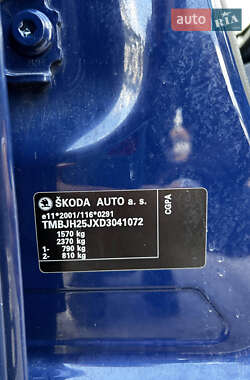 AUTO RIA
ŠKODA AUTO a. s.
e11*2001/116*0291
TMBJH25JXD3041072
1570 kg
2370 kg
1- 790 kg
2- 810 kg
CGPA